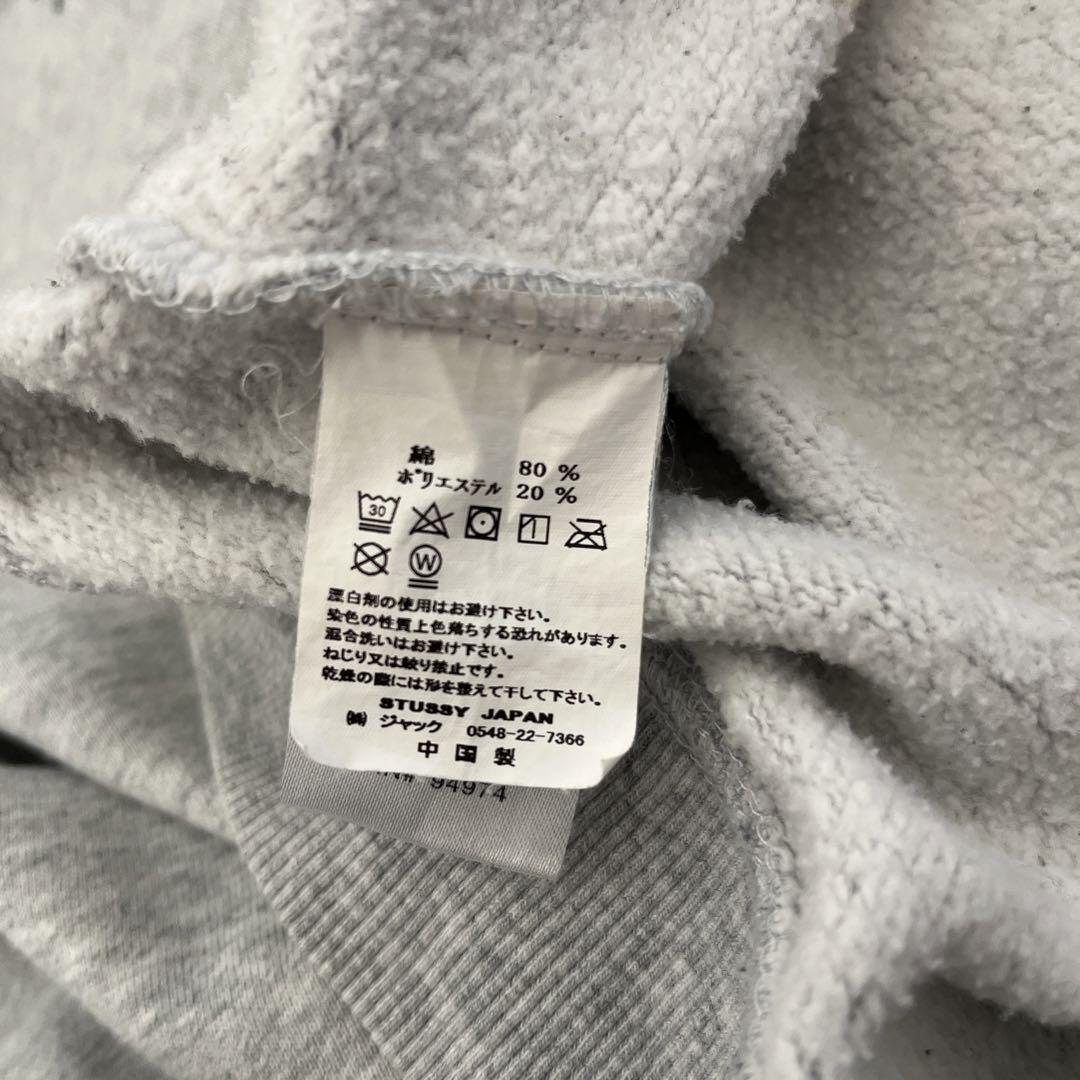 綿 80 %
ポリエステル 20 %
30
W
漂白剤の使用はお避け下さい。
染色の性質上色落ちする恐れがあります。
混合洗いはお避け下さい。
ねじり又は絞り禁止です。
乾燥の際には形を整えて干して下さい。
STUSSY JAPAN
㈱ ジャック 0548-22-7366
中国製
94974